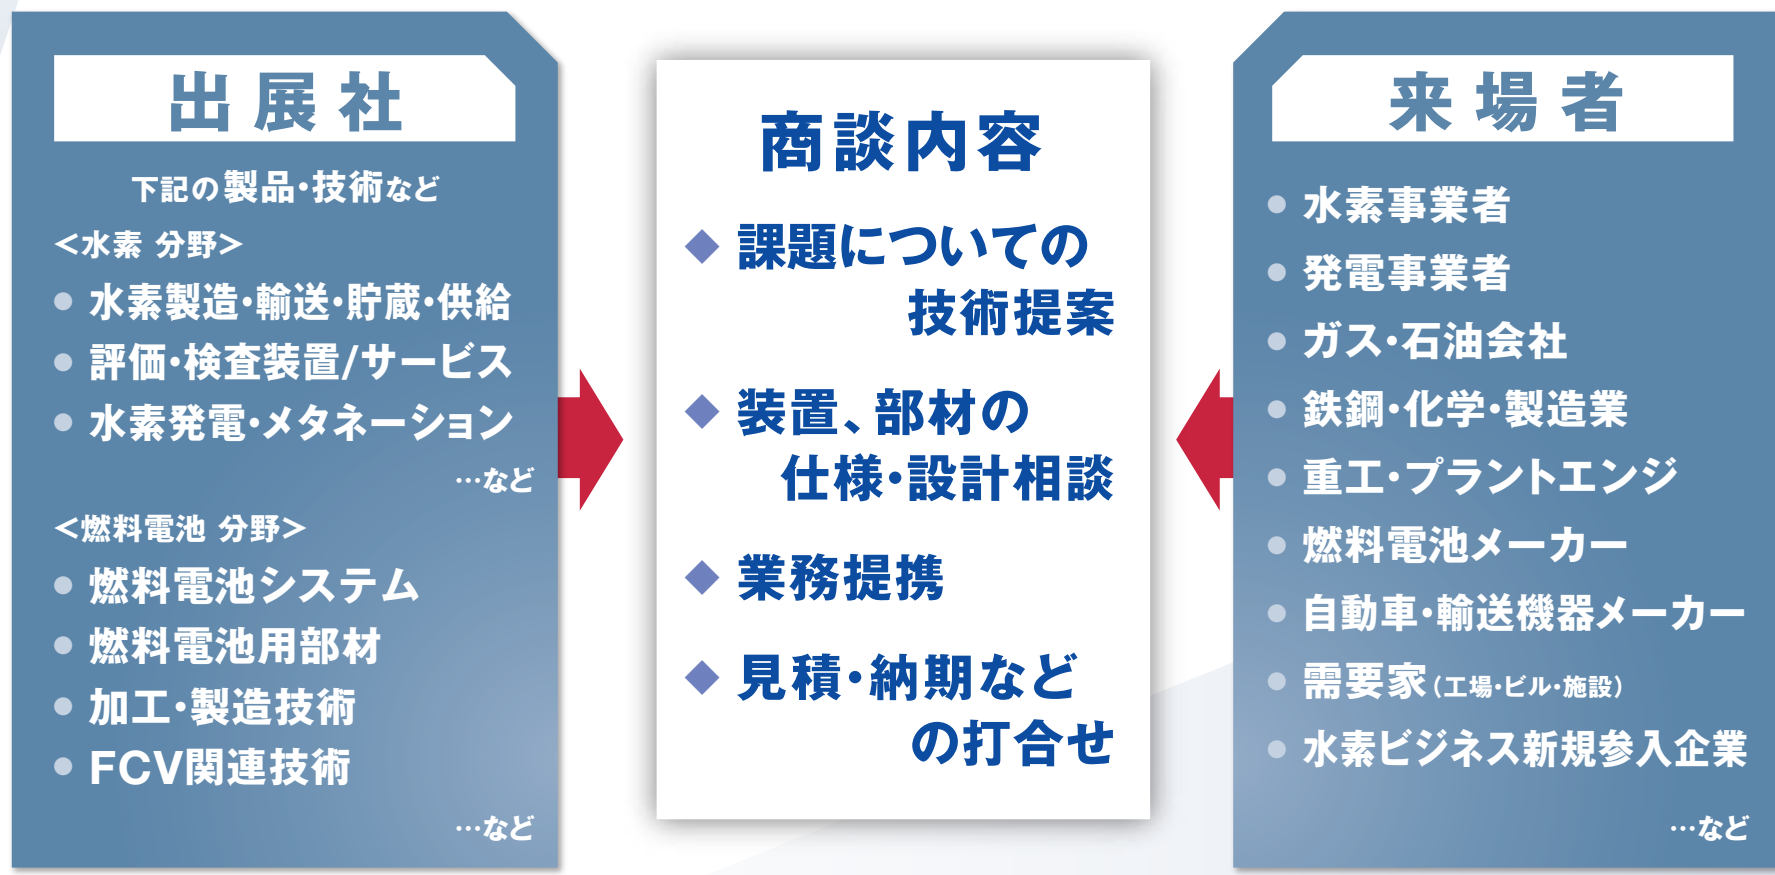 出展社
下記の製品・技術など
＜水素 分野＞
● 水素製造・輸送・貯蔵・供給
● 評価・検査装置/サービス
● 水素発電・メタネーション
…など
＜燃料電池 分野＞
● 燃料電池システム
● 燃料電池用部材
● 加工・製造技術
● FCV関連技術
…など
商談内容
◆ 課題についての
技術提案
◆ 装置、部材の
仕様・設計相談
◆ 業務提携
◆ 見積・納期など
の打合せ
来場者
● 水素事業者
● 発電事業者
● ガス・石油会社
● 鉄鋼・化学・製造業
● 重工・プラントエンジ
● 燃料電池メーカー
● 自動車・輸送機器メーカー
● 需要家（工場・ビル・施設）
● 水素ビジネス新規参入企業
…など